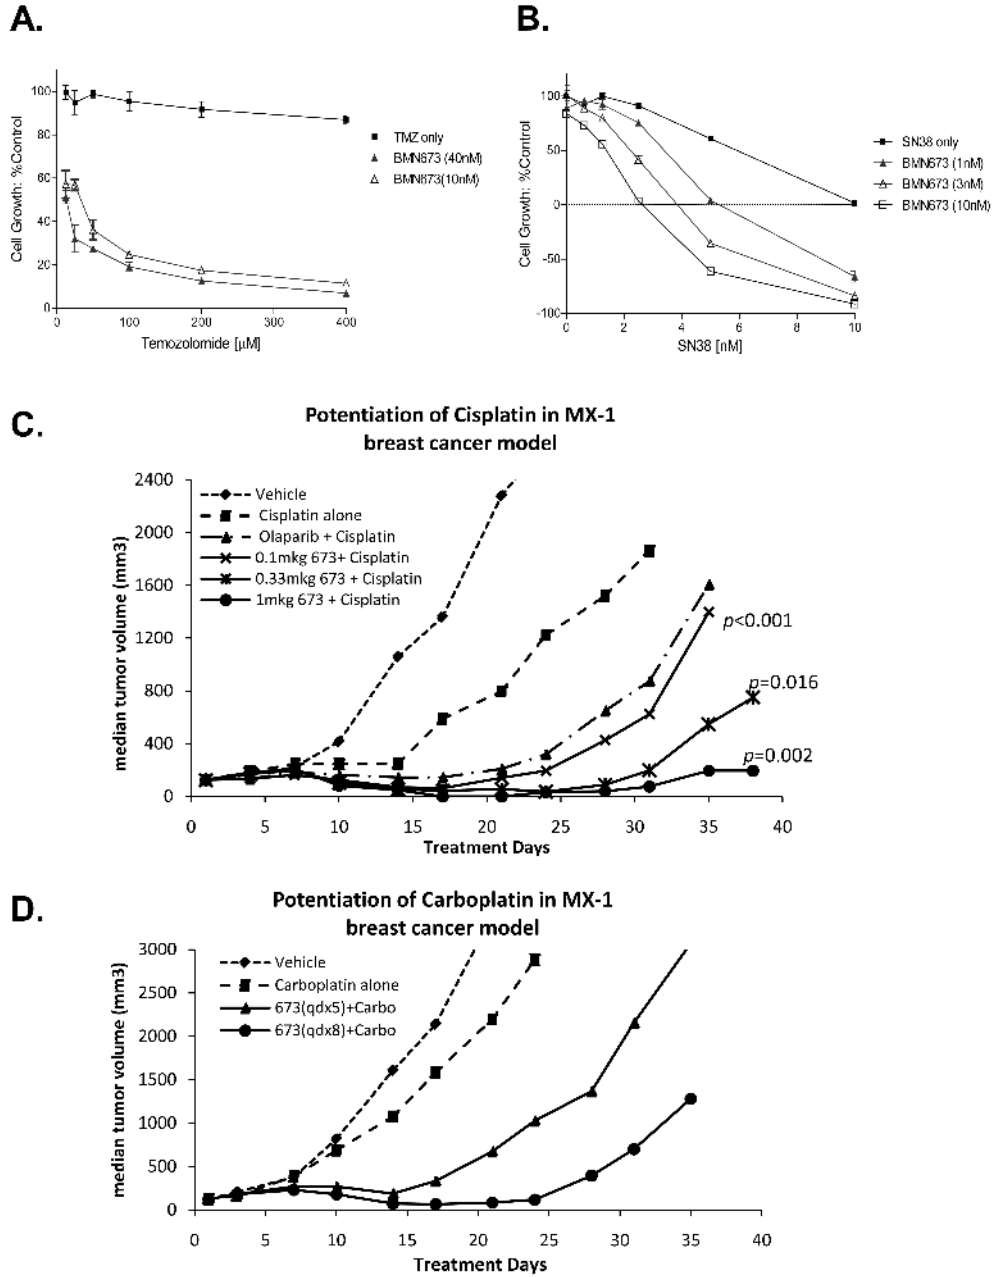 A.
Cell Growth: %Control
100
80
60
40
20
0
0 100 200 300 400
Temozolomide [µM]
TMZ only
BMN673 (40nM)
BMN673(10nM)
B.
Cell Growth: %Control
100
50
0
-50
-100
0 2 4 6 8 10
SN38 [nM]
SN38 only
BMN673 (1nM)
BMN673 (3nM)
BMN673 (10nM)
C.
Potentiation of Cisplatin in MX-1
breast cancer model
median tumor volume (mm3)
2400
2000
1600
1200
800
400
0
Vehicle
Cisplatin alone
Olaparib + Cisplatin
0.1mkg 673+ Cisplatin
0.33mkg 673 + Cisplatin
1mkg 673 + Cisplatin
p<0.001
p=0.016
p=0.002
0 5 10 15 20 25 30 35 40
Treatment Days
D.
Potentiation of Carboplatin in MX-1
breast cancer model
median tumor volume (mm3)
3000
2500
2000
1500
1000
500
0
Vehicle
Carboplatin alone
673(qdx5)+Carbo
673(qdx8)+Carbo
0 5 10 15 20 25 30 35 40
Treatment Days